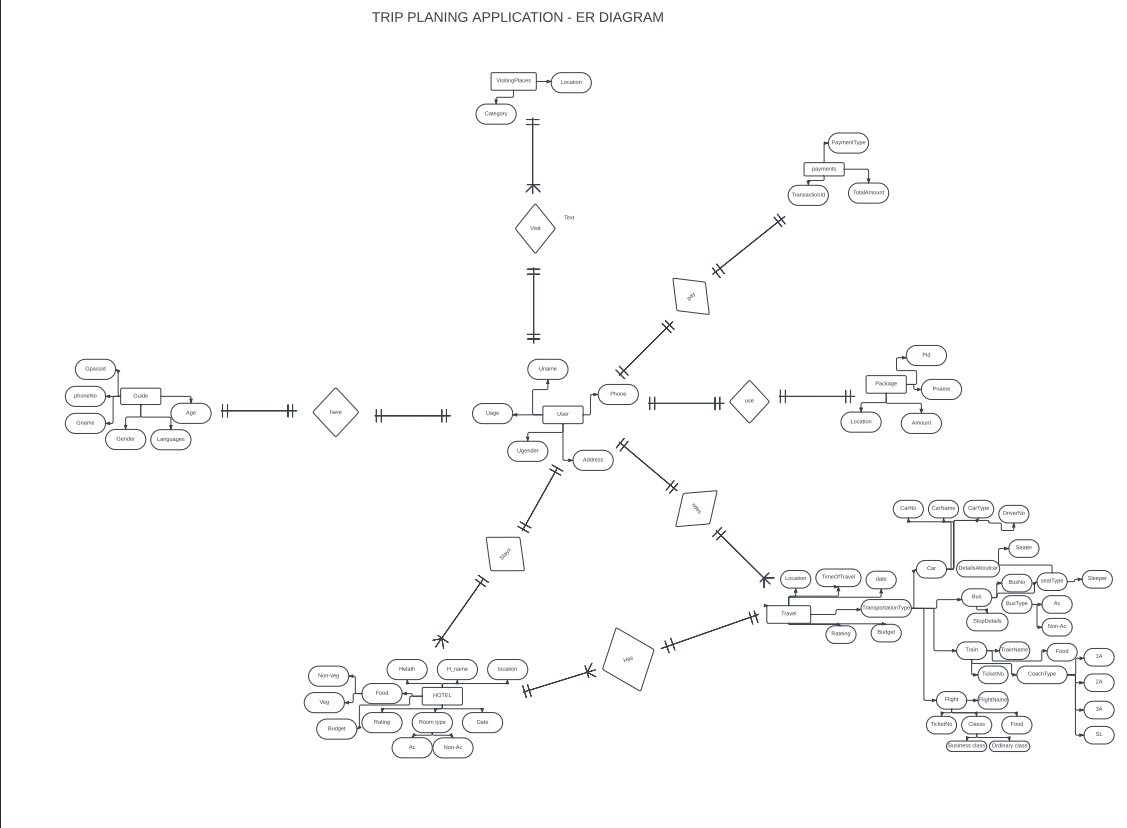 TRIP PLANING APPLICATION - ER DIAGRAM
VisitingPlaces
Location
Category
PaymentType
payments
TransactionId
TotalAmount
Visit
Text
pay
Gpassid
phoneNo
Guide
Age
Gname
Gender
Languages
have
Uname
Uage
User
Phone
Ugender
Address
use
Pid
Package
Pname
Location
Amount
Stays
rides
CarNo
CarName
CarType
DriverNo
Seater
Car
DetailsAboutcar
Location
TimeOfTravel
date
BusNo
seatType
Sleeper
Travel
TransportationType
Bus
BusType
Ac
StopDetails
Non-Ac
Rateing
Budget
Train
TrainName
Food
1A
TicketNo
CoachType
2A
Flight
FlightName
3A
TicketNo
Classs
Food
SL
Business class
Ordinary class
Has
Non-veg
Helath
H_name
location
Food
HOTEL
Veg
Budget
Rating
Room type
Date
Ac
Non-Ac